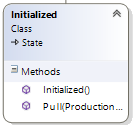 Initialized
Class
State
Methods
Initialized()
Pull(Production...